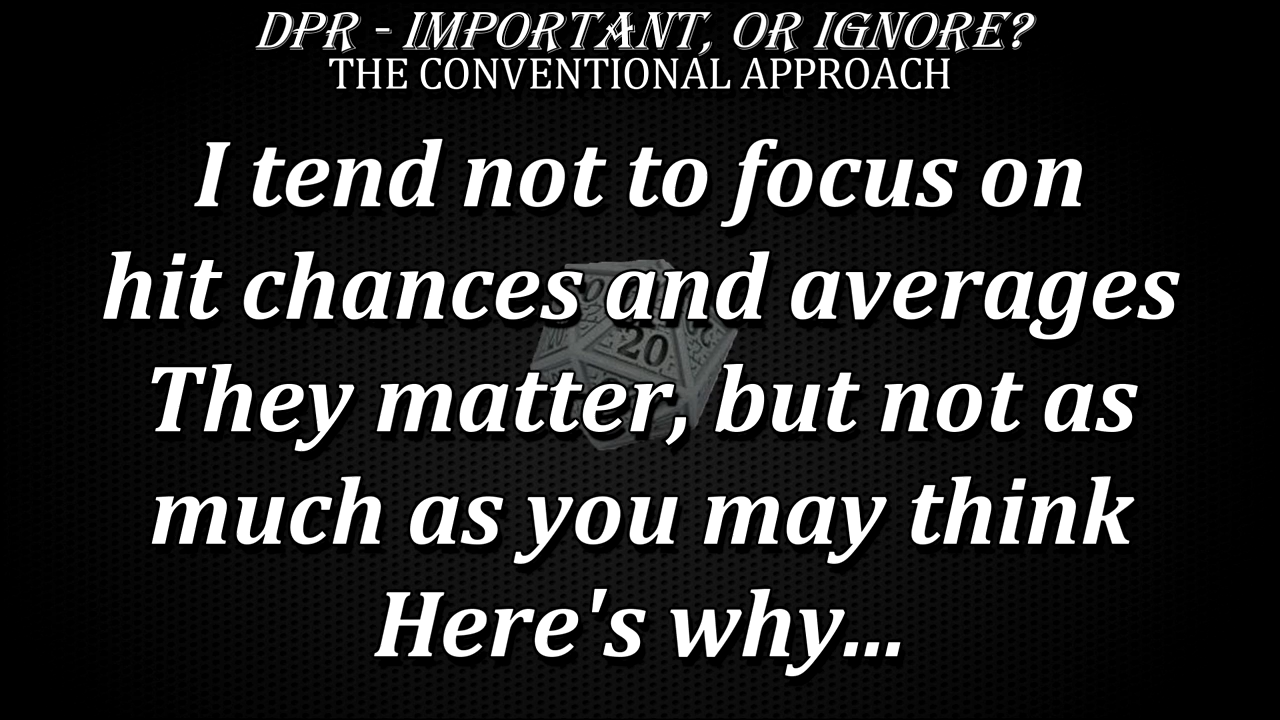 DPR - IMPORTANT, OR IGNORE?
THE CONVENTIONAL APPROACH
I tend not to focus on
hit chances and averages
They matter, but not as
much as you may think
Here's why...
20